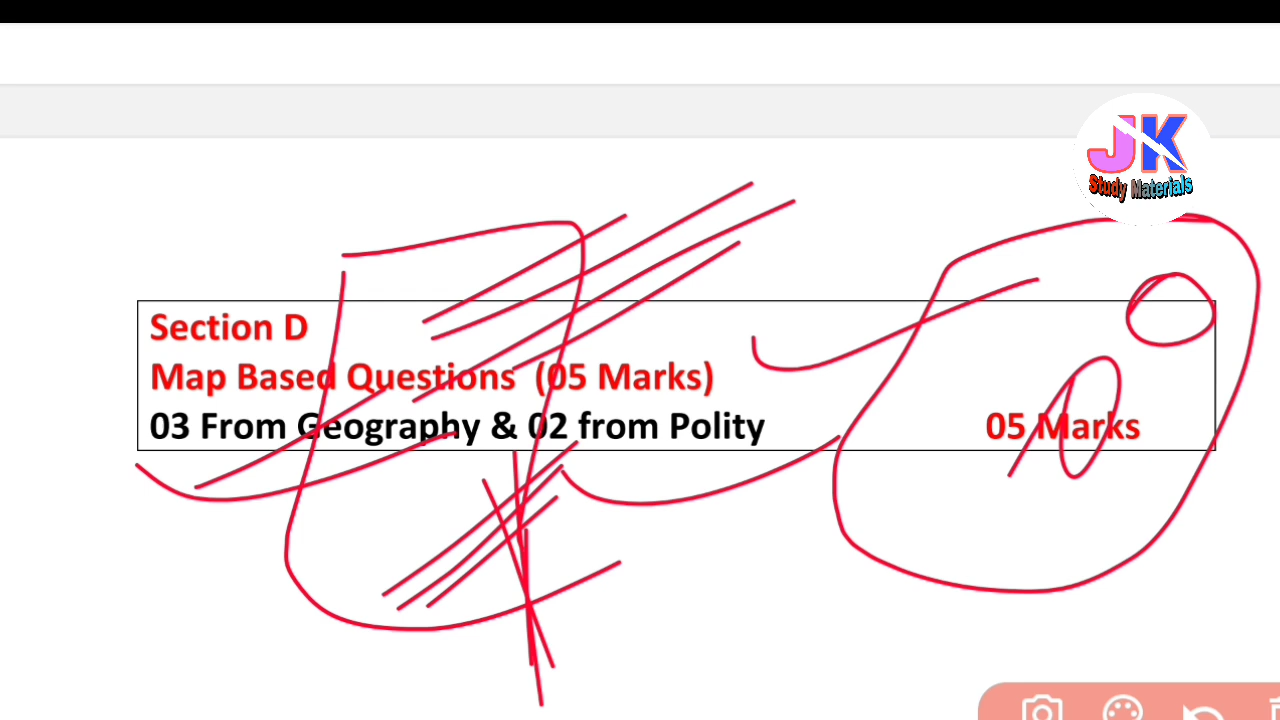 JK
Study Materials
Section D
Map Based Questions (05 Marks)
03 From Geography & 02 from Polity 05 Marks